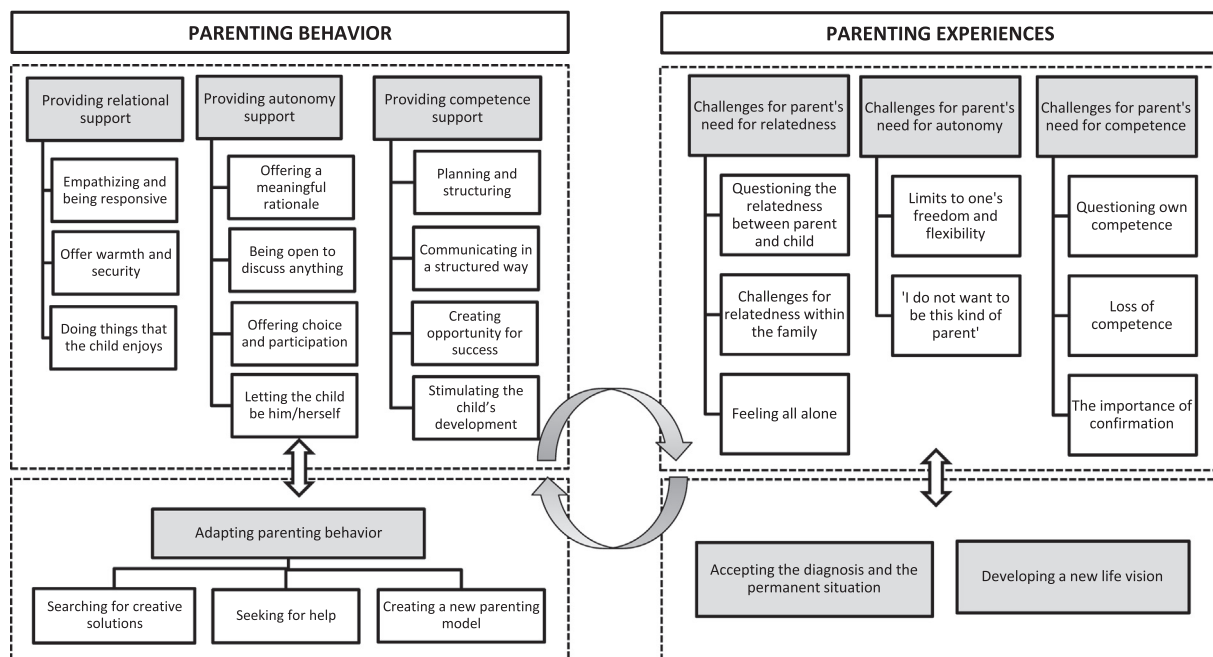 PARENTING BEHAVIOR
Providing relational
support
Empathizing and
being responsive
Offer warmth and
security
Doing things that
the child enjoys
Providing autonomy
support
Offering a
meaningful
rationale
Being open to
discuss anything
Offering choice
and participation
Letting the child
be him/herself
Providing competence
support
Planning and
structuring
Communicating in
a structured way
Creating
opportunity for
success
Stimulating the
child’s
development
Adapting parenting behavior
Searching for creative
solutions
Seeking for help
Creating a new parenting
model
PARENTING EXPERIENCES
Challenges for parent's
need for relatedness
Questioning the
relatedness
between parent
and child
Challenges for
relatedness within
the family
Feeling all alone
Challenges for parent's
need for autonomy
Limits to one's
freedom and
flexibility
'I do not want to
be this kind of
parent'
Challenges for parent's
need for competence
Questioning own
competence
Loss of
competence
The importance of
confirmation
Accepting the diagnosis and the
permanent situation
Developing a new life vision